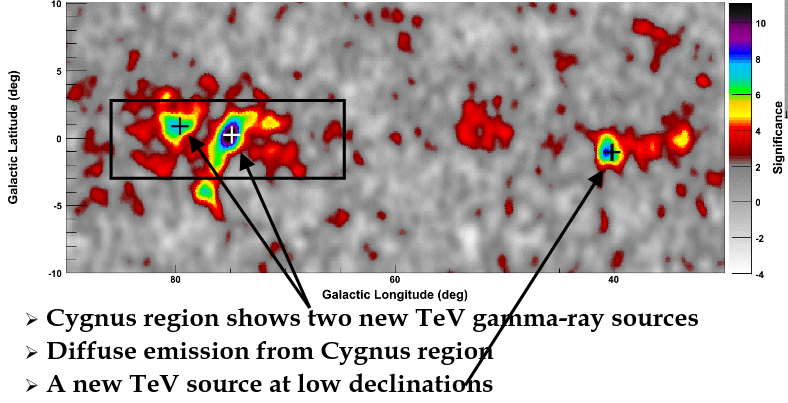 10
5
0
-5
-10
Galactic Latitude (deg)
80
60
40
Galactic Longitude (deg)
10
8
6
4
2
0
-2
-4
Significance
➢ Cygnus region shows two new TeV gamma-ray sources
➢ Diffuse emission from Cygnus region
➢ A new TeV source at low declinations